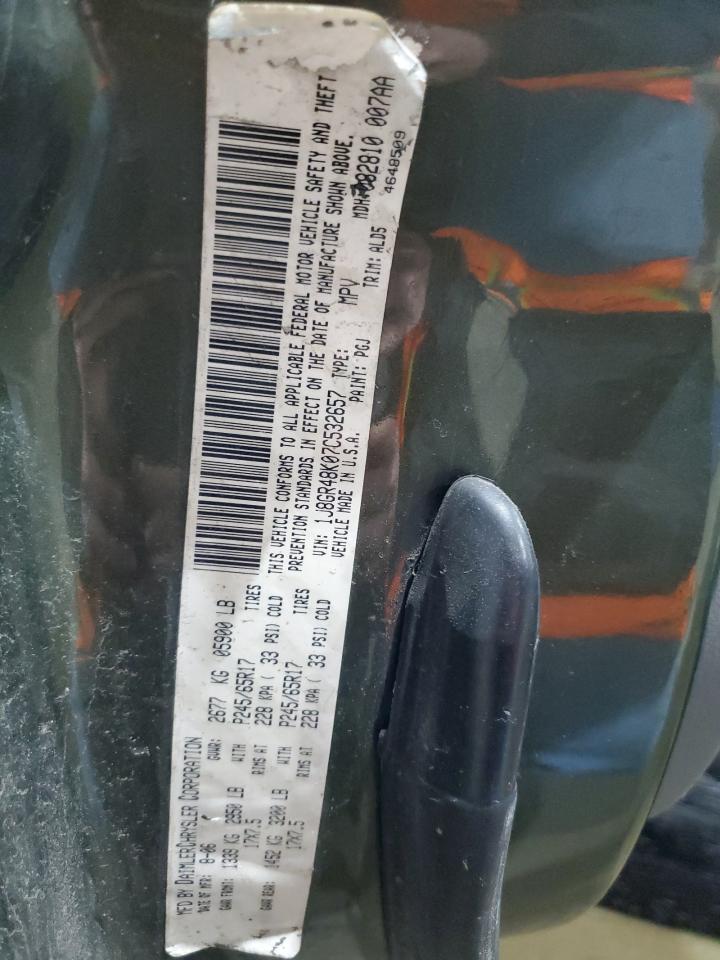 MFD BY DAIMLERCHRYSLER CORPORATION
DATE OF MFR: 8-06 GVWR: 2677 KG 05900 LB
GAWR FRONT: 1339 KG 2950 LB WITH P245/65R17 TIRES
17X7.5 RIMS AT 228 KPA ( 33 PSI) COLD
GAWR REAR: 1452 KG 3200 LB WITH P245/65R17 TIRES
17X7.5 RIMS AT 228 KPA ( 33 PSI) COLD
THIS VEHICLE CONFORMS TO ALL APPLICABLE FEDERAL MOTOR VEHICLE SAFETY AND THEFT
PREVENTION STANDARDS IN EFFECT ON THE DATE OF MANUFACTURE SHOWN ABOVE.
VIN: 1J8GR48K07C532657 TYPE: MPV MDH: 082810 007AA
VEHICLE MADE IN U.S.A. PAINT: PGJ TRIM: ALD5 4648509